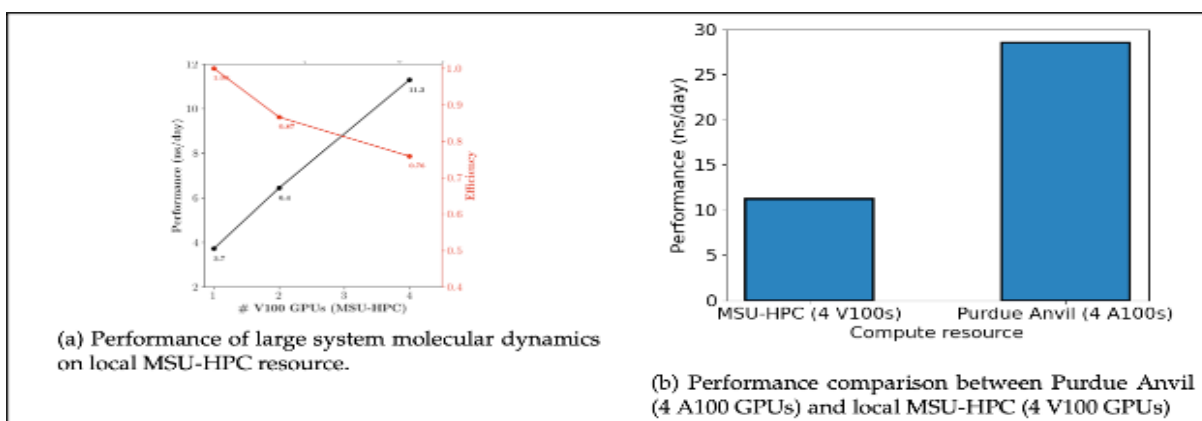 12
10
8
6
4
2
Performance (ns/day)
1.0
0.9
0.8
0.7
0.6
0.5
0.4
Efficiency
0.87
0.76
11.3
6.4
3.7
1
2
3
4
# V100 GPUs (MSU-HPC)
(a) Performance of large system molecular dynamics
on local MSU-HPC resource.
30
25
20
15
10
5
0
Performance (ns/day)
MSU-HPC (4 V100s)
Purdue Anvil (4 A100s)
Compute resource
(b) Performance comparison between Purdue Anvil
(4 A100 GPUs) and local MSU-HPC (4 V100 GPUs)